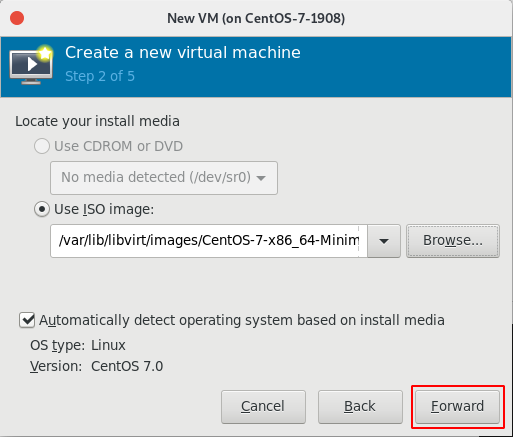 New VM (on CentOS-7-1908)
Create a new virtual machine
Step 2 of 5
Locate your install media
Use CDROM or DVD
No media detected (/dev/sr0)
Use ISO image:
/var/lib/libvirt/images/CentOS-7-x86_64-Minim
Browse...
Automatically detect operating system based on install media
OS type: Linux
Version: CentOS 7.0
Cancel Back Forward